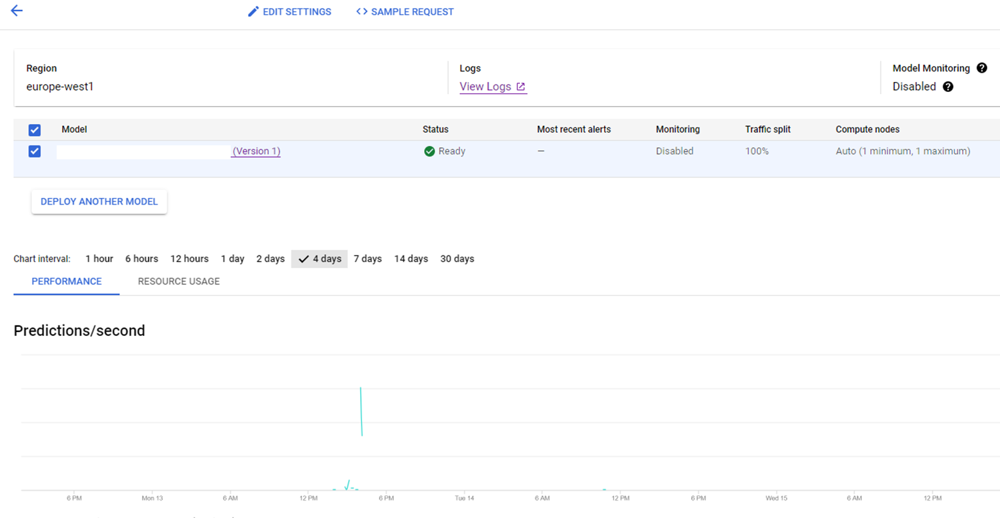 EDIT SETTINGS <> SAMPLE REQUEST
Region Logs Model Monitoring ?
europe-west1 View Logs Disabled ?
Model Status Most recent alerts Monitoring Traffic split Compute nodes
(Version 1) Ready — Disabled 100% Auto (1 minimum, 1 maximum)
DEPLOY ANOTHER MODEL
Chart interval: 1 hour 6 hours 12 hours 1 day 2 days 4 days 7 days 14 days 30 days
PERFORMANCE RESOURCE USAGE
Predictions/second
6 PM Mon 13 6 AM 12 PM 6 PM Tue 14 6 AM 12 PM 6 PM Wed 15 6 AM 12 PM